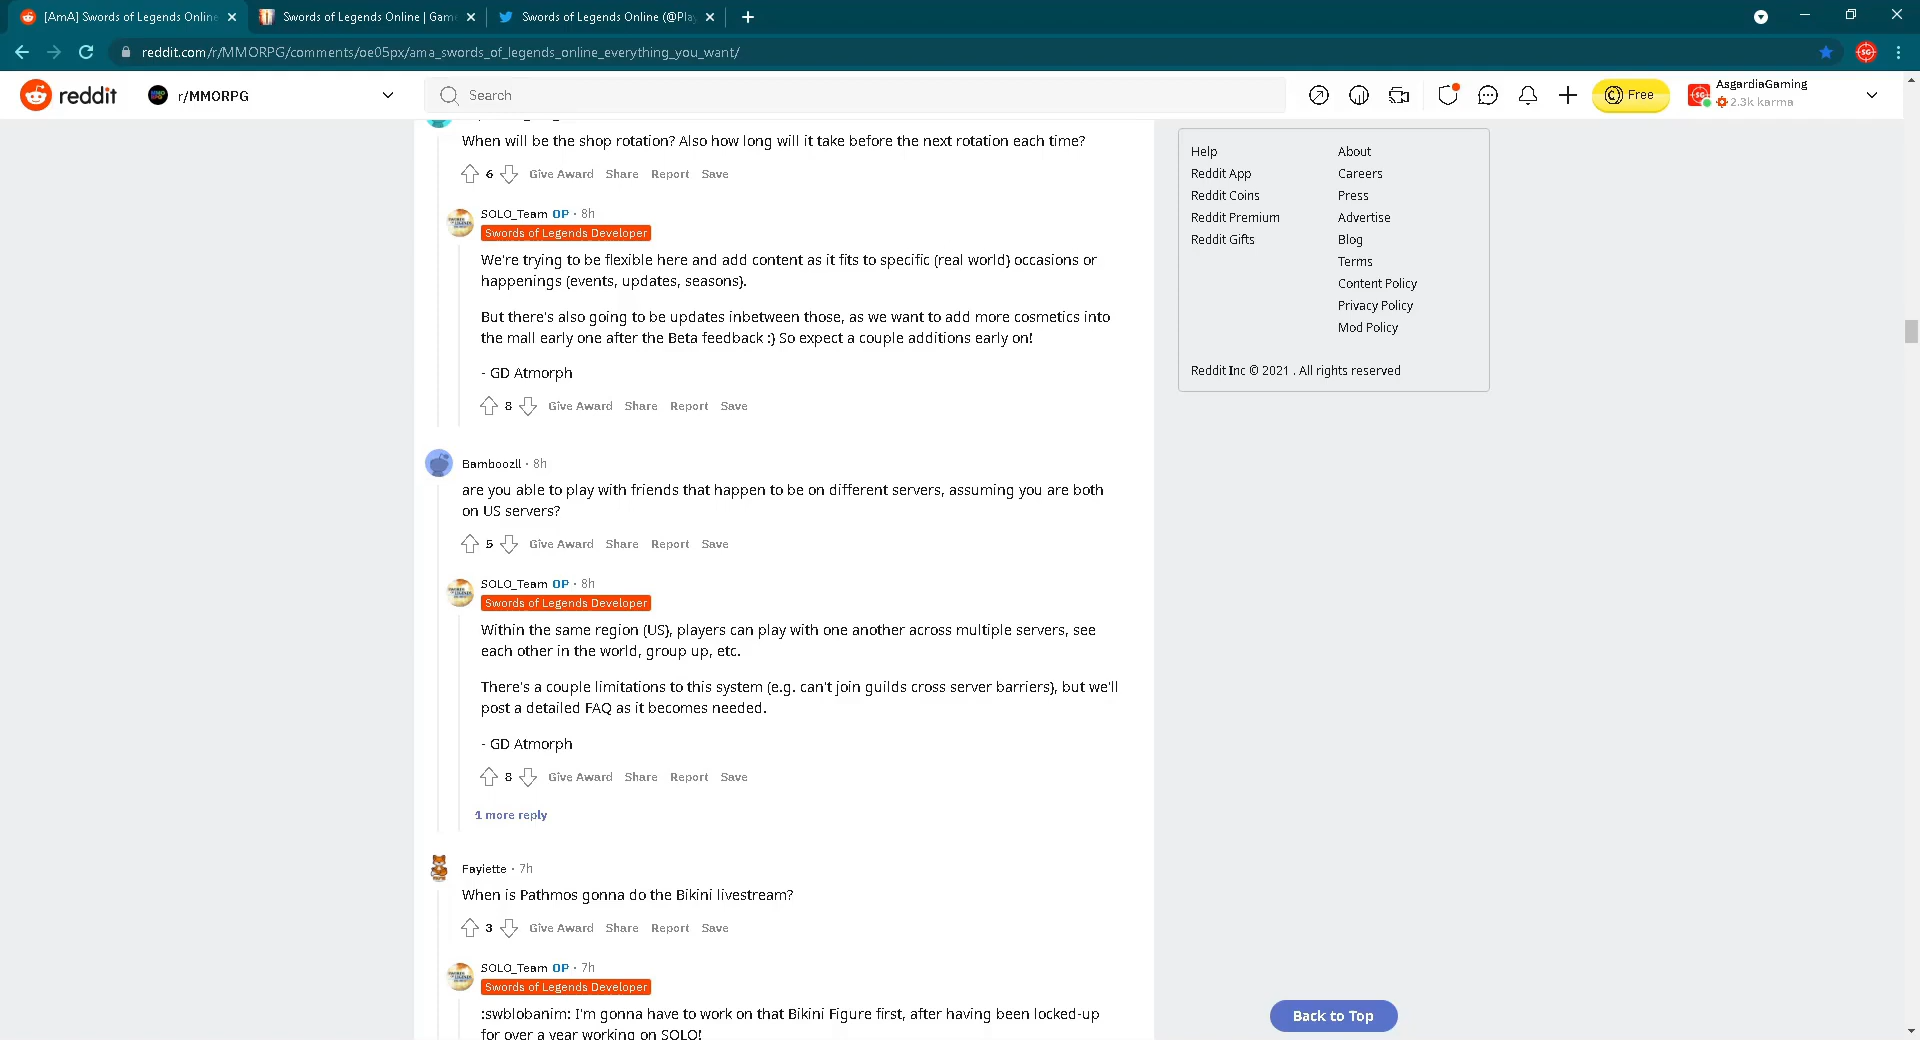 [AmA] Swords of Legends Online
Swords of Legends Online | Gam
Swords of Legends Online (@Pla
reddit.com/r/MMORPG/comments/oe05px/ama_swords_of_legends_online_everything_you_want/
reddit
r/MMORPG
Search
Free
AsgardiaGaming
2.3k karma
When will be the shop rotation? Also how long will it take before the next rotation each time?
6 Give Award Share Report Save
SOLO_Team OP · 8h
Swords of Legends Developer
We're trying to be flexible here and add content as it fits to specific (real world) occasions or
happenings (events, updates, seasons).
But there's also going to be updates inbetween those, as we want to add more cosmetics into
the mall early one after the Beta feedback :) So expect a couple additions early on!
- GD Atmorph
8 Give Award Share Report Save
Bamboozll · 8h
are you able to play with friends that happen to be on different servers, assuming you are both
on US servers?
5 Give Award Share Report Save
SOLO_Team OP · 8h
Swords of Legends Developer
Within the same region (US), players can play with one another across multiple servers, see
each other in the world, group up, etc.
There's a couple limitations to this system (e.g. can't join guilds cross server barriers), but we'll
post a detailed FAQ as it becomes needed.
- GD Atmorph
8 Give Award Share Report Save
1 more reply
Fayiette · 7h
When is Pathmos gonna do the Bikini livestream?
3 Give Award Share Report Save
SOLO_Team OP · 7h
Swords of Legends Developer
:swblobanim: I'm gonna have to work on that Bikini Figure first, after having been locked-up
for over a year working on SOLO!
Help
Reddit App
Reddit Coins
Reddit Premium
Reddit Gifts
About
Careers
Press
Advertise
Blog
Terms
Content Policy
Privacy Policy
Mod Policy
Reddit Inc © 2021 . All rights reserved
Back to Top